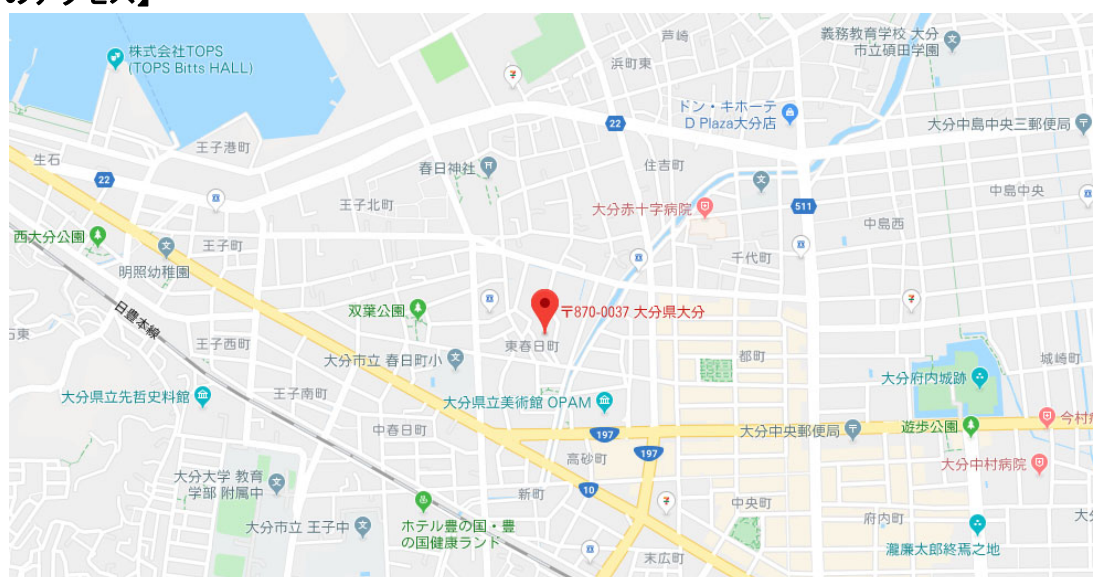 のアクセス】
株式会社TOPS
(TOPS Bitts HALL)
芦崎
浜町東
義務教育学校 大分
市立碩田学園
ドン・キホーテ
D Plaza大分店
大分中島中央三郵便局
22
生石
22
王子港町
春日神社
住吉町
中島中央
王子北町
大分赤十字病院
511
中島西
西大分公園
王子町
明照幼稚園
千代町
双葉公園
〒870-0037 大分県大分
日豊本線
石東
王子西町
東春日町
大分市立 春日町小
都町
城崎町
大分府内城跡
大分県立先哲史料館
王子南町
大分県立美術館 OPAM
中春日町
197
大分中央郵便局
遊歩公園
今村病
高砂町
197
大分中村病院
大分大学 教育
学部 附属中
新町
10
中央町
府内町
大分市立 王子中
ホテル豊の国・豊
の国健康ランド
末広町
瀧廉太郎終焉之地